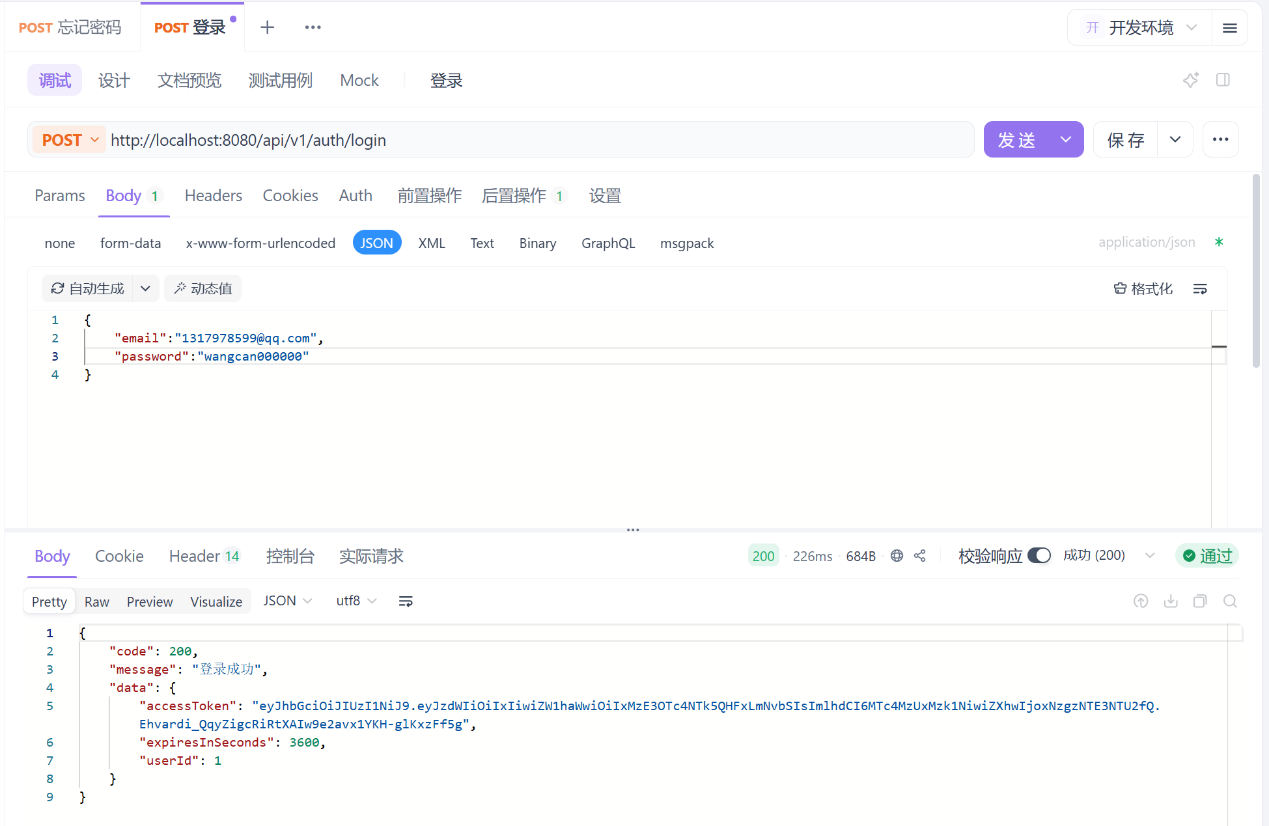 POST 忘记密码 POST 登录 开 开发环境
调试 设计 文档预览 测试用例 Mock 登录
POST http://localhost:8080/api/v1/auth/login 发送 保存
Params Body 1 Headers Cookies Auth 前置操作 后置操作 1 设置
none form-data x-www-form-urlencoded JSON XML Text Binary GraphQL msgpack application/json *
自动生成 动态值 格式化
1 {
2 "email":"1317978599@qq.com",
3 "password":"wangcan000000"
4 }
Body Cookie Header 14 控制台 实际请求 200 226ms 684B 校验响应 成功 (200) 通过
Pretty Raw Preview Visualize JSON utf8
1 {
2 "code": 200,
3 "message": "登录成功",
4 "data": {
5 "accessToken": "eyJhbGciOiJIUzI1NiJ9.eyJzdWIiOiIxIiwiZW1haWwiOiIxMzE3OTc4NTk5QHFxLmNvbSIsImlhdCI6MTc4MzUxMzk1NiwiZXhwIjoxNzgzNTE3NTU2fQ.
Ehvardi_QqyZigcRiRtXAIw9e2avx1YKH-glKxzFf5g",
6 "expiresInSeconds": 3600,
7 "userId": 1
8 }
9 }